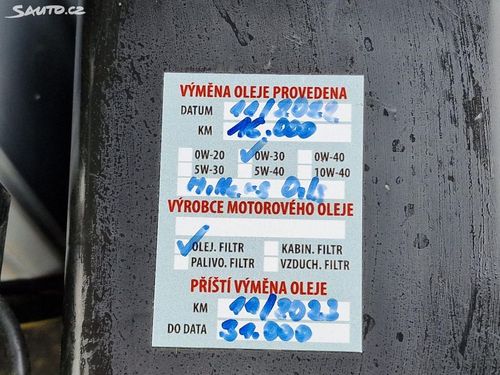 SAUTO.CZ
VÝMĚNA OLEJE PROVEDENA
DATUM 11/2022
KM 16.000
0W-20 0W-30 0W-40
5W-30 5W-40 10W-40
Millers Oils
VÝROBCE MOTOROVÉHO OLEJE
OLEJ. FILTR KABIN. FILTR
PALIVO. FILTR VZDUCH. FILTR
PŘÍŠTÍ VÝMĚNA OLEJE
KM 11/2023
DO DATA 31.000